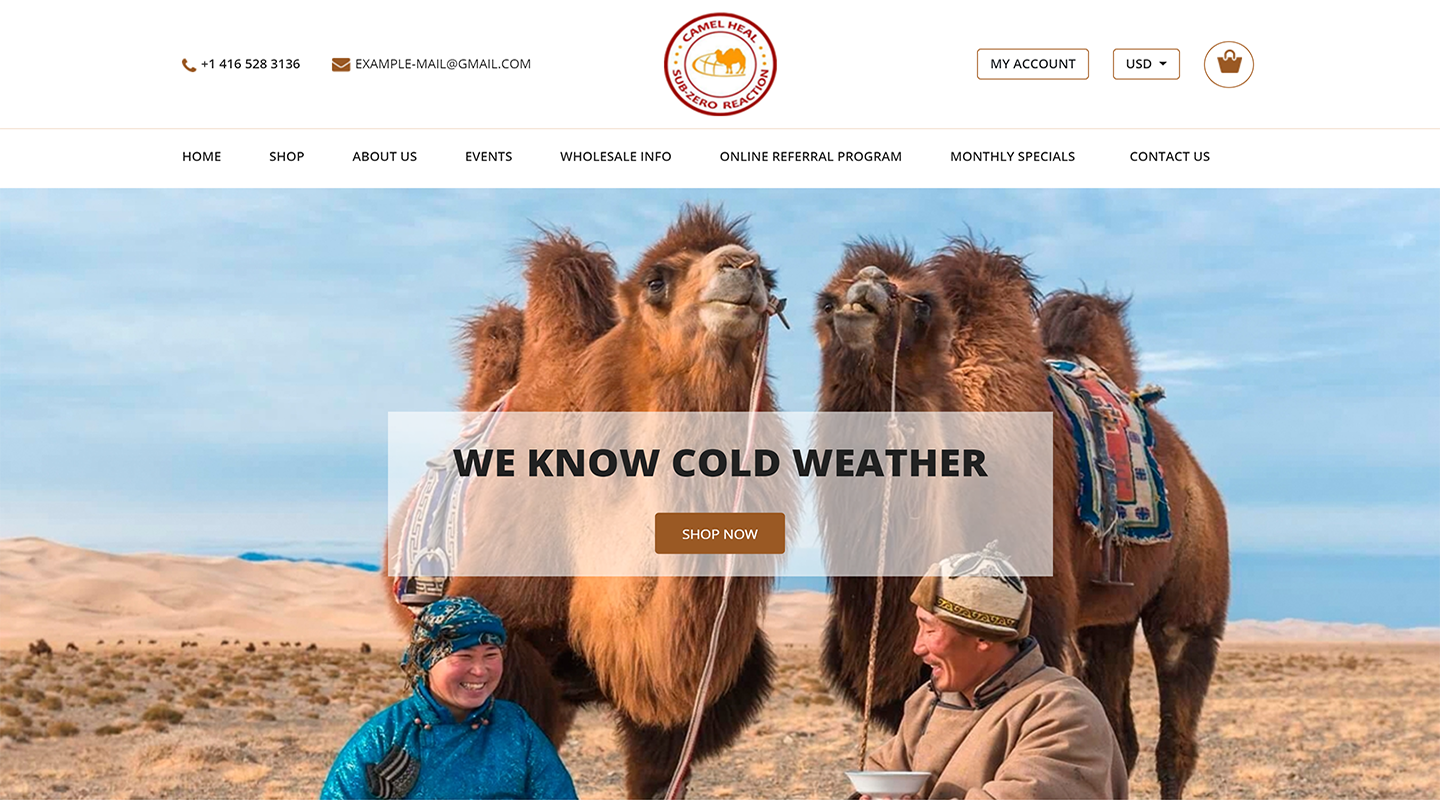 +1 416 528 3136
EXAMPLE-MAIL@GMAIL.COM
CAMEL HEAL
SUB-ZERO REACTION
MY ACCOUNT
USD
HOME
SHOP
ABOUT US
EVENTS
WHOLESALE INFO
ONLINE REFERRAL PROGRAM
MONTHLY SPECIALS
CONTACT US
WE KNOW COLD WEATHER
SHOP NOW